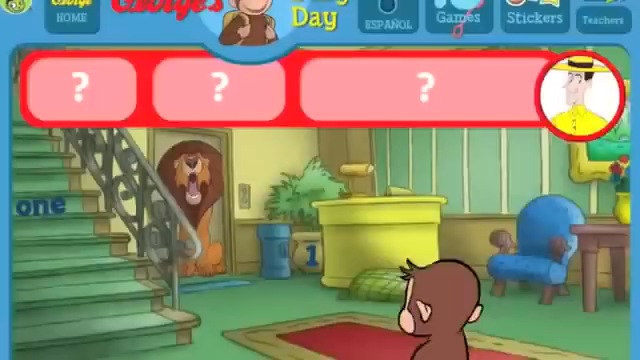 George
HOME
George's
Day
ESPAÑOL
Games
Stickers
Teachers
? ? ?
one
1